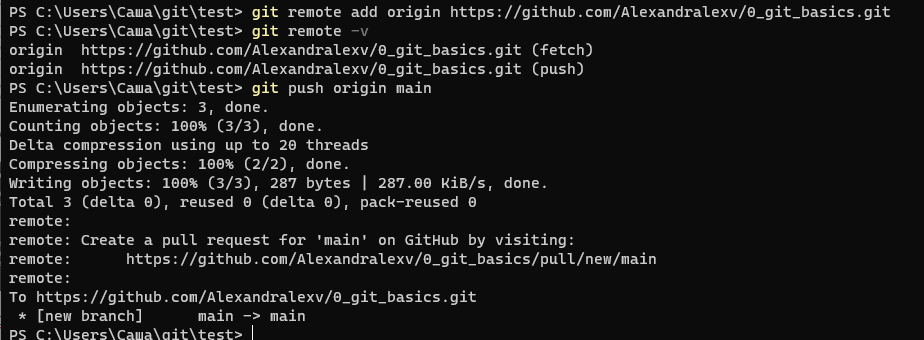 PS C:\Users\Саша\git\test> git remote add origin https://github.com/Alexandralexv/0_git_basics.git
PS C:\Users\Саша\git\test> git remote -v
origin  https://github.com/Alexandralexv/0_git_basics.git (fetch)
origin  https://github.com/Alexandralexv/0_git_basics.git (push)
PS C:\Users\Саша\git\test> git push origin main
Enumerating objects: 3, done.
Counting objects: 100% (3/3), done.
Delta compression using up to 20 threads
Compressing objects: 100% (2/2), done.
Writing objects: 100% (3/3), 287 bytes | 287.00 KiB/s, done.
Total 3 (delta 0), reused 0 (delta 0), pack-reused 0
remote:
remote: Create a pull request for 'main' on GitHub by visiting:
remote:      https://github.com/Alexandralexv/0_git_basics/pull/new/main
remote:
To https://github.com/Alexandralexv/0_git_basics.git
 * [new branch]      main -> main
PS C:\Users\Саша\git\test>